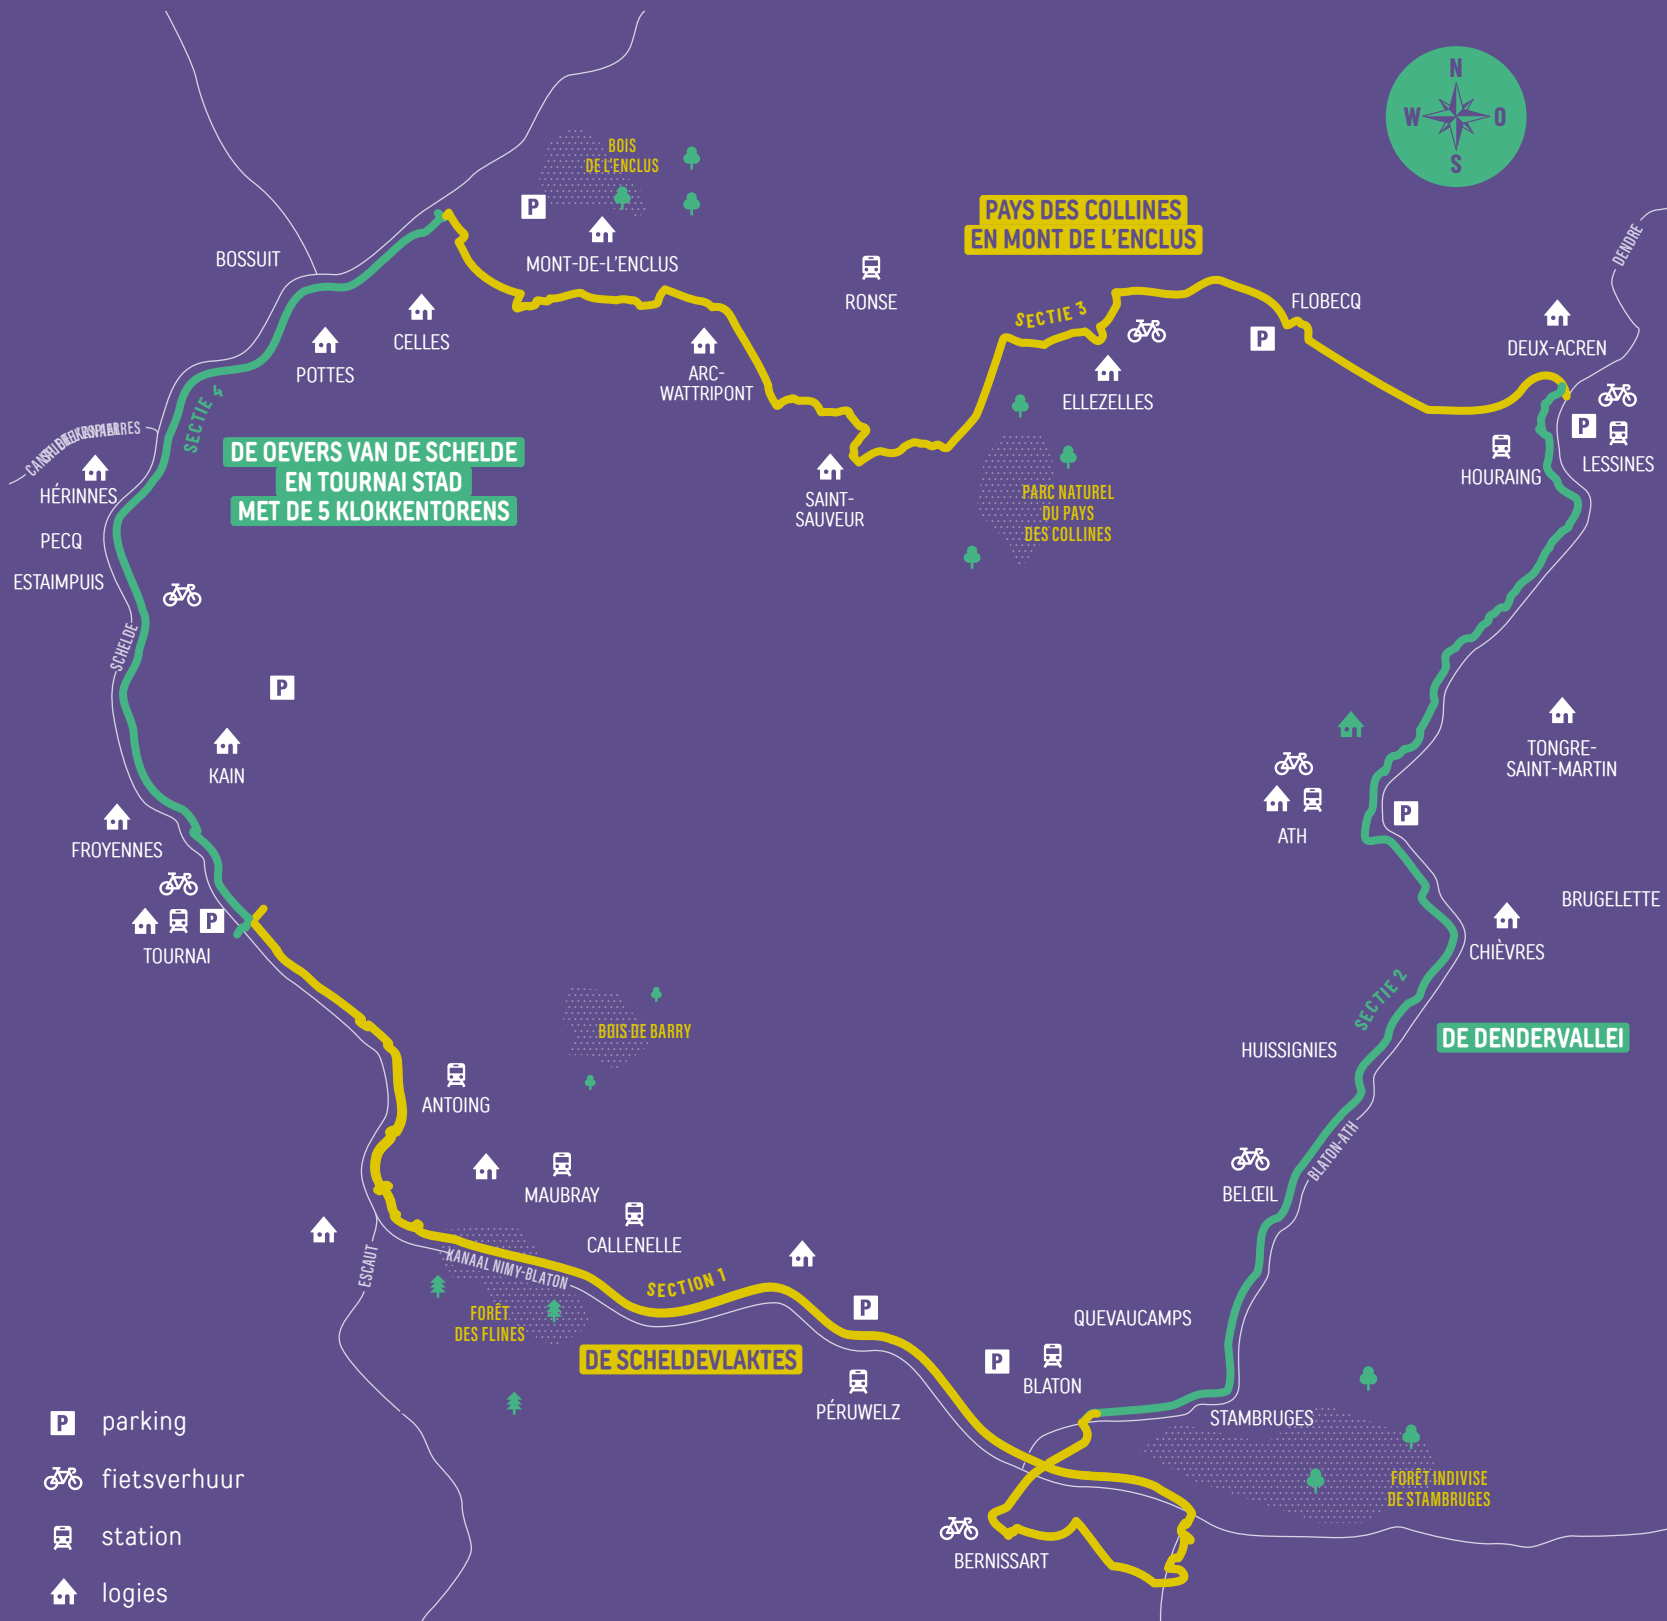 N
W
O
S
BOIS
DE L'ENCLUS
P
MONT-DE-L'ENCLUS
PAYS DES COLLINES
EN MONT DE L'ENCLUS
DENDRE
BOSSUIT
RONSE
SECTIE 3
FLOBECQ
P
CELLES
DEUX-ACREN
POTTES
ARC-
WATTRIPONT
ELLEZELLES
SECTIE 4
P
LESSINES
HOURAING
DE OEVERS VAN DE SCHELDE
EN TOURNAI STAD
MET DE 5 KLOKKENTORENS
HÉRINNES
SAINT-
SAUVEUR
PARC NATUREL
DU PAYS
DES COLLINES
PECQ
ESTAIMPUIS
SCHELDE
P
KAIN
TONGRE-
SAINT-MARTIN
P
ATH
FROYENNES
BRUGELETTE
P
TOURNAI
CHIÈVRES
SECTIE 2
BOIS DE BARRY
DE DENDERVALLEI
HUISSIGNIES
ANTOING
BLATON-ATH
MAUBRAY
BELŒIL
CALLENELLE
ESCAUT
KANAAL NIMY-BLATON
SECTION 1
FORÊT
DES FLINES
P
QUEVAUCAMPS
DE SCHELDEVLAKTES
P
BLATON
PÉRUWELZ
STAMBRUGES
P parking
FORÊT INDIVISE
DE STAMBRUGES
fietsverhuur
BERNISSART
station
logies